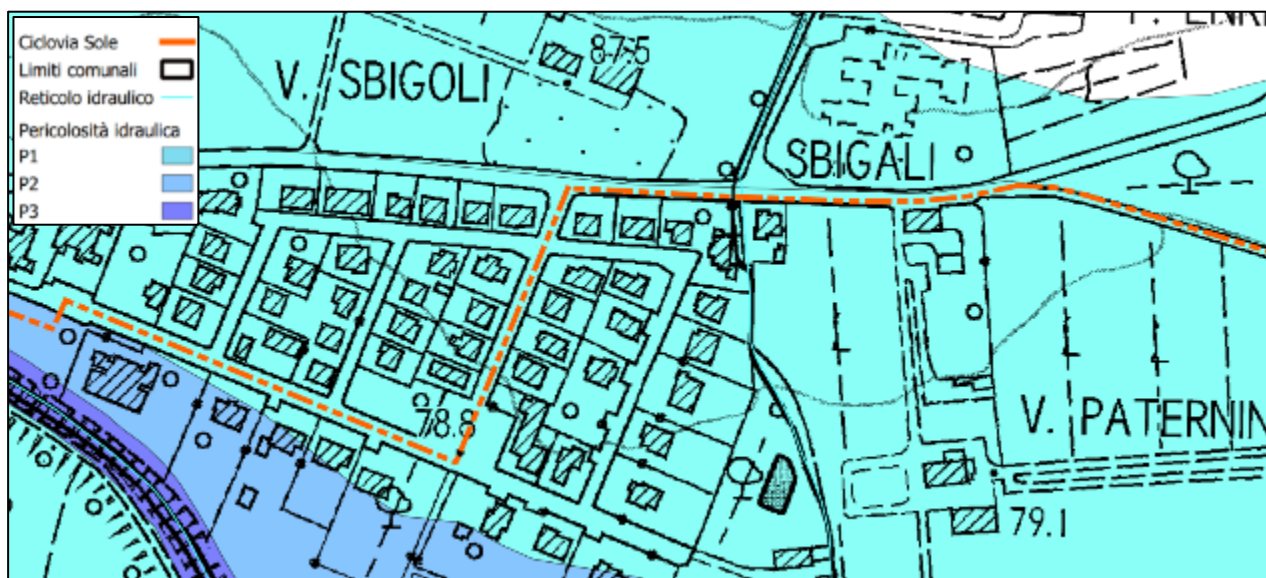 Ciclovia Sole
Limiti comunali
Reticolo idraulico
Pericolosità idraulica
P1
P2
P3
87.5
V. SBIGOLI
SBIGALI
78.8
V. PATERNIN
79.1